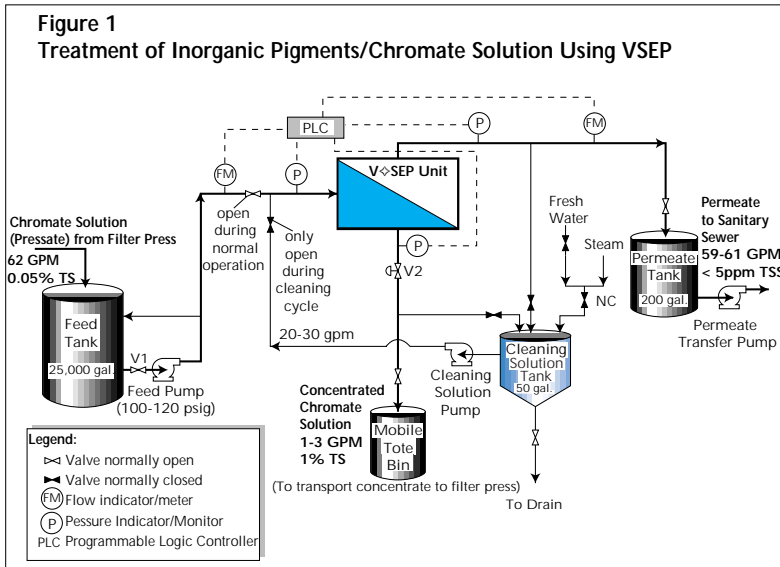 Figure 1
Treatment of Inorganic Pigments/Chromate Solution Using VSEP
PLC
P
FM
FM
P
V✧SEP Unit
open
during
normal
operation
only
open
during
cleaning
cycle
P
V2
Fresh
Water
Steam
NC
Chromate Solution
(Pressate) from Filter Press
62 GPM
0.05% TS
Feed
Tank
25,000 gal.
V1
Feed Pump
(100-120 psig)
20-30 gpm
Cleaning
Solution
Pump
Cleaning
Solution
Tank
50 gal.
To Drain
Permeate
to Sanitary
Sewer
59-61 GPM
< 5ppm TSS
Permeate
Tank
200 gal.
Permeate
Transfer Pump
Concentrated
Chromate
Solution
1-3 GPM
1% TS
Mobile
Tote
Bin
(To transport concentrate to filter press)
Legend:
Valve normally open
Valve normally closed
FM Flow indicator/meter
P Pessure Indicator/Monitor
PLC Programmable Logic Controller